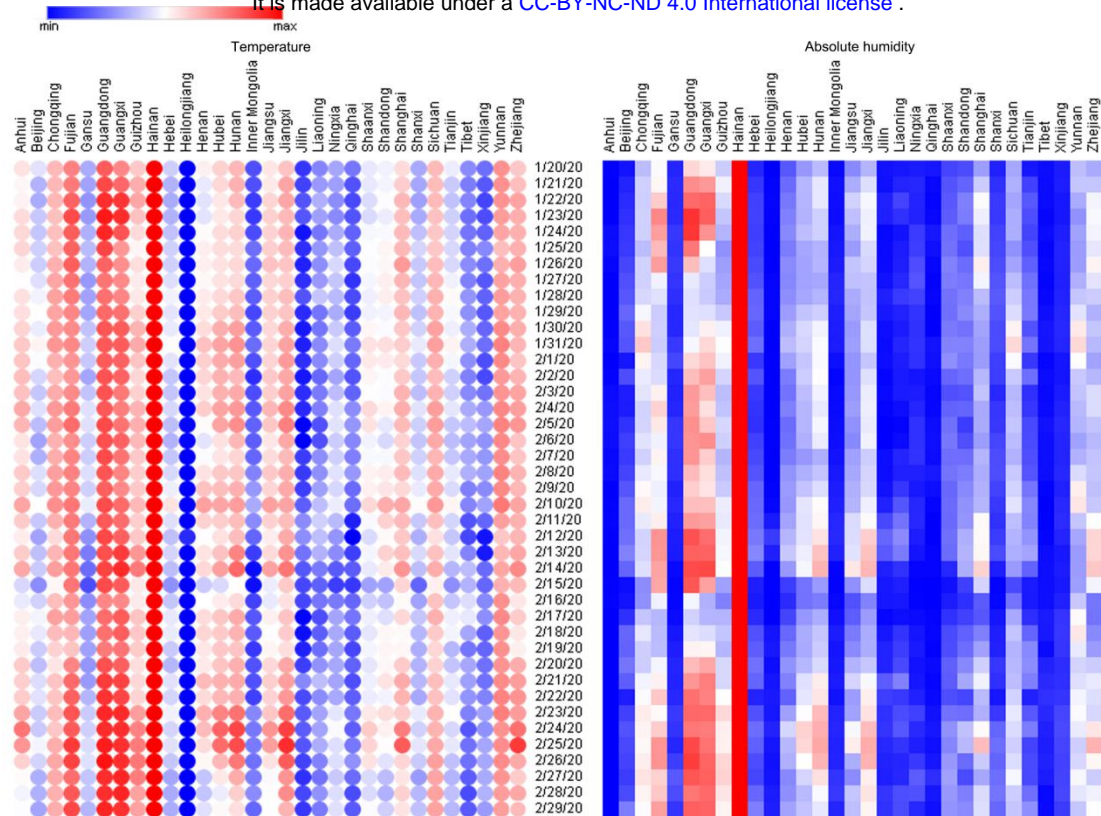 It is made available under a CC-BY-NC-ND 4.0 International license .
min
max
Temperature
Absolute humidity
Anhui
Beijing
Chongqing
Fujian
Gansu
Guangdong
Guangxi
Guizhou
Hainan
Hebei
Heilongjiang
Henan
Hubei
Hunan
Inner Mongolia
Jiangsu
Jiangxi
Jilin
Liaoning
Ningxia
Qinghai
Shaanxi
Shandong
Shanghai
Shanxi
Sichuan
Tianjin
Tibet
Xinjiang
Yunnan
Zhejiang
Anhui
Beijing
Chongqing
Fujian
Gansu
Guangdong
Guangxi
Guizhou
Hainan
Hebei
Heilongjiang
Henan
Hubei
Hunan
Inner Mongolia
Jiangsu
Jiangxi
Jilin
Liaoning
Ningxia
Qinghai
Shaanxi
Shandong
Shanghai
Shanxi
Sichuan
Tianjin
Tibet
Xinjiang
Yunnan
Zhejiang
1/20/20
1/21/20
1/22/20
1/23/20
1/24/20
1/25/20
1/26/20
1/27/20
1/28/20
1/29/20
1/30/20
1/31/20
2/1/20
2/2/20
2/3/20
2/4/20
2/5/20
2/6/20
2/7/20
2/8/20
2/9/20
2/10/20
2/11/20
2/12/20
2/13/20
2/14/20
2/15/20
2/16/20
2/17/20
2/18/20
2/19/20
2/20/20
2/21/20
2/22/20
2/23/20
2/24/20
2/25/20
2/26/20
2/27/20
2/28/20
2/29/20